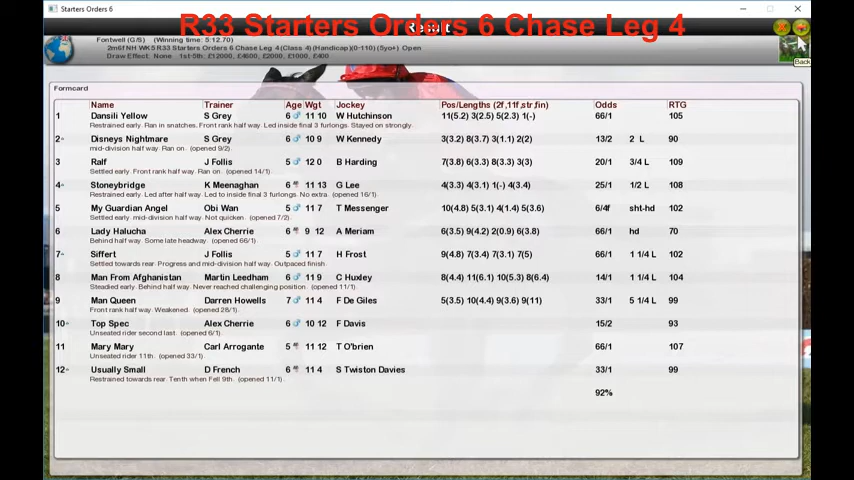 Starters Orders 6
R33 Starters Orders 6 Chase Leg 4
Fontwell (G/S) (Winning time: 5:12.70)
2m6f NH WK5 R33 Starters Orders 6 Chase Leg 4 (Class 4) (Handicap)(0-110) (5yo+) Open
Draw Effect: None 1st-5th: £12000, £4600, £2000, £1000, £400
Back
Formcard
Name Trainer Age Wgt Jockey Pos/Lengths (2f,11f,str,fin) Odds RTG
1 Dansili Yellow S Grey 6 11 10 W Hutchinson 11(5.2) 3(2.5) 5(2.3) 1(-) 66/1 105
Restrained early. Ran in snatches. Front rank half way. Led inside final 3 furlongs. Stayed on strongly.
2 Disneys Nightmare S Grey 6 10 9 W Kennedy 3(3.2) 8(3.7) 3(1.1) 2(2) 13/2 2 L 90
mid-division half way. Ran on. (opened 9/2)
3 Ralf J Follis 5 12 0 B Harding 7(3.8) 6(3.3) 8(3.3) 3(3) 20/1 3/4 L 109
Settled early. Front rank half way. Ran on. (opened 14/1)
4 Stoneybridge K Meenaghan 6 11 13 G Lee 4(3.3) 4(3.1) 1(-) 4(3.4) 25/1 1/2 L 108
Restrained early. Led after half way. Led to inside final 3 furlongs. No extra. (opened 16/1)
5 My Guardian Angel Obi Wan 5 11 7 T Messenger 10(4.8) 5(3.1) 4(1.4) 5(3.6) 6/4f sht-hd 102
Settled early. mid-division half way. Not quicken. (opened 7/2)
6 Lady Halucha Alex Cherrie 6 9 12 A Meriam 6(3.5) 9(4.2) 2(0.9) 6(3.8) 66/1 hd 70
Behind half way. Some late headway. (opened 66/1)
7 Siffert J Follis 5 11 7 H Frost 9(4.8) 7(3.4) 7(3.1) 7(5) 66/1 1 1/4 L 102
Settled towards rear. Progress and mid-division half way. Outpaced finish.
8 Man From Afghanistan Martin Leedham 6 11 9 C Huxley 8(4.4) 11(6.1) 10(5.3) 8(6.4) 14/1 1 1/4 L 104
Steadied early. Behind half way. Never reached challenging position. (opened 11/1)
9 Man Queen Darren Howells 7 11 4 F De Giles 5(3.5) 10(4.4) 9(3.6) 9(11) 33/1 5 1/4 L 99
Front rank half way. Weakened. (opened 28/1)
10 Top Spec Alex Cherrie 6 10 12 F Davis 15/2 93
Unseated rider second last. (opened 6/1)
11 Mary Mary Carl Arrogante 5 11 12 T O'brien 66/1 107
Unseated rider 11th. (opened 33/1)
12 Usually Small D French 6 11 4 S Twiston Davies 33/1 99
Restrained towards rear. Tenth when Fell 9th. (opened 11/1)
92%